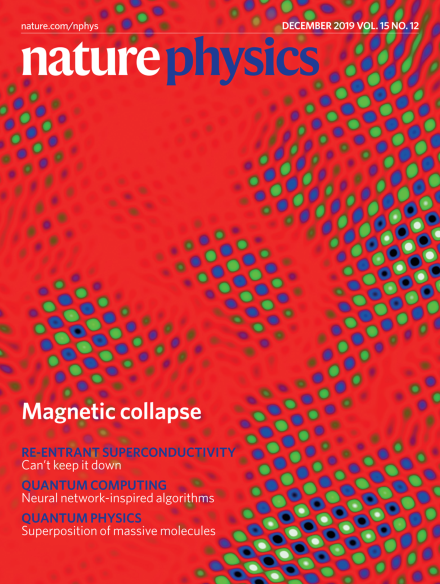 nature.com/nphys
DECEMBER 2019 VOL. 15 NO. 12
nature physics
Magnetic collapse
RE-ENTRANT SUPERCONDUCTIVITY
Can't keep it down
QUANTUM COMPUTING
Neural network-inspired algorithms
QUANTUM PHYSICS
Superposition of massive molecules